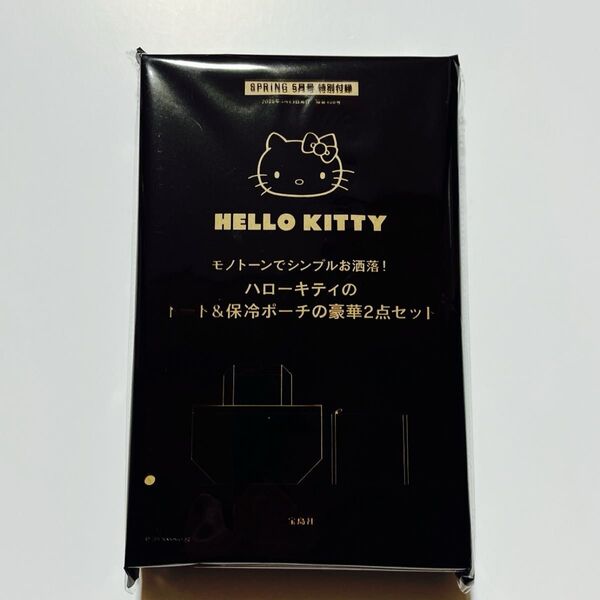 SPRiNG 5月号 特別付録
HELLO KITTY
モノトーンでシンプルお洒落！
ハローキティの
トート&保冷ポーチの豪華2点セット
宝島社